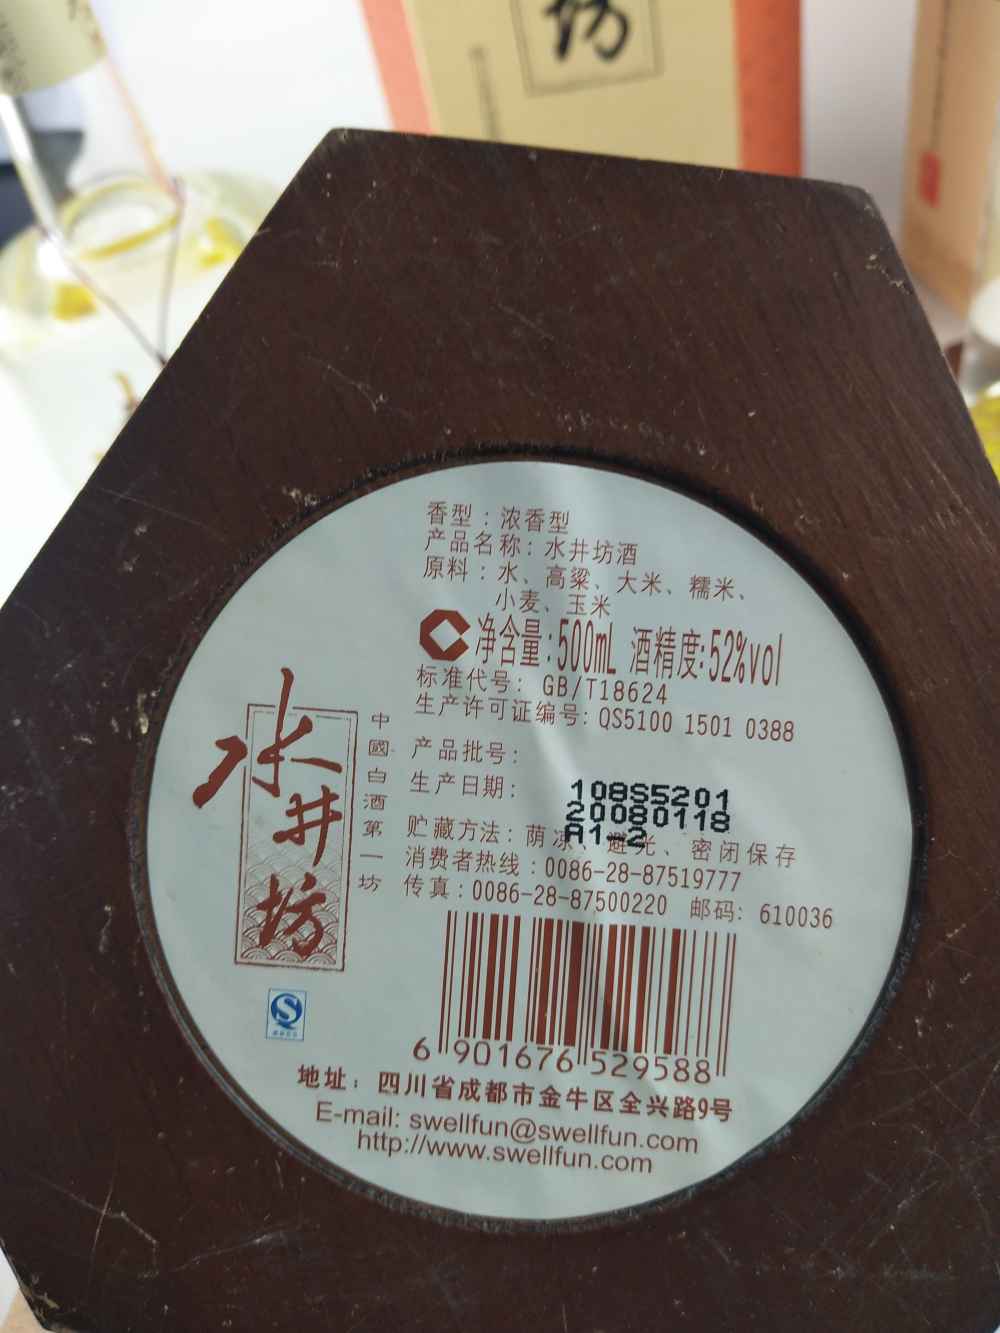 坊
香型：浓香型
产品名称：水井坊酒
原料：水、高粱、大米、糯米、
小麦、玉米
净含量:500mL 酒精度:52%vol
标准代号：GB/T18624
生产许可证编号：QS5100 1501 0388
产品批号：
108S5201
生产日期：
20080118
A1-2
贮藏方法：荫凉、避光、密闭保存
消费者热线：0086-28-87519777
传真：0086-28-87500220 邮码：610036
水井坊
中國白酒第一坊
6 901676 529588
地址：四川省成都市金牛区全兴路9号
E-mail: swellfun@swellfun.com
http://www.swellfun.com